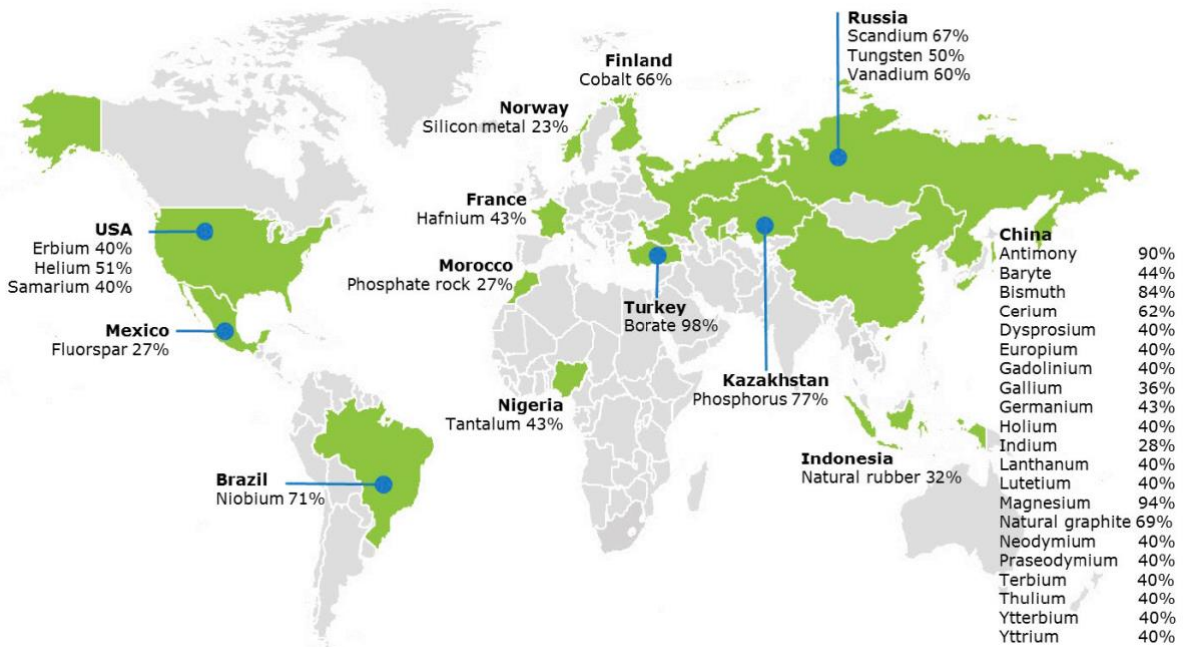 Russia
Scandium 67%
Tungsten 50%
Vanadium 60%
Finland
Cobalt 66%
Norway
Silicon metal 23%
France
Hafnium 43%
USA
Erbium 40%
Helium 51%
Samarium 40%
Morocco
Phosphate rock 27%
Turkey
Borate 98%
Mexico
Fluorspar 27%
Kazakhstan
Phosphorus 77%
Nigeria
Tantalum 43%
Indonesia
Natural rubber 32%
Brazil
Niobium 71%
China
Antimony 90%
Baryte 44%
Bismuth 84%
Cerium 62%
Dysprosium 40%
Europium 40%
Gadolinium 40%
Gallium 36%
Germanium 43%
Holium 40%
Indium 28%
Lanthanum 40%
Lutetium 40%
Magnesium 94%
Natural graphite 69%
Neodymium 40%
Praseodymium 40%
Terbium 40%
Thulium 40%
Ytterbium 40%
Yttrium 40%